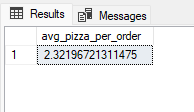 Results Messages
avg_pizza_per_order
1 2.32196721311475